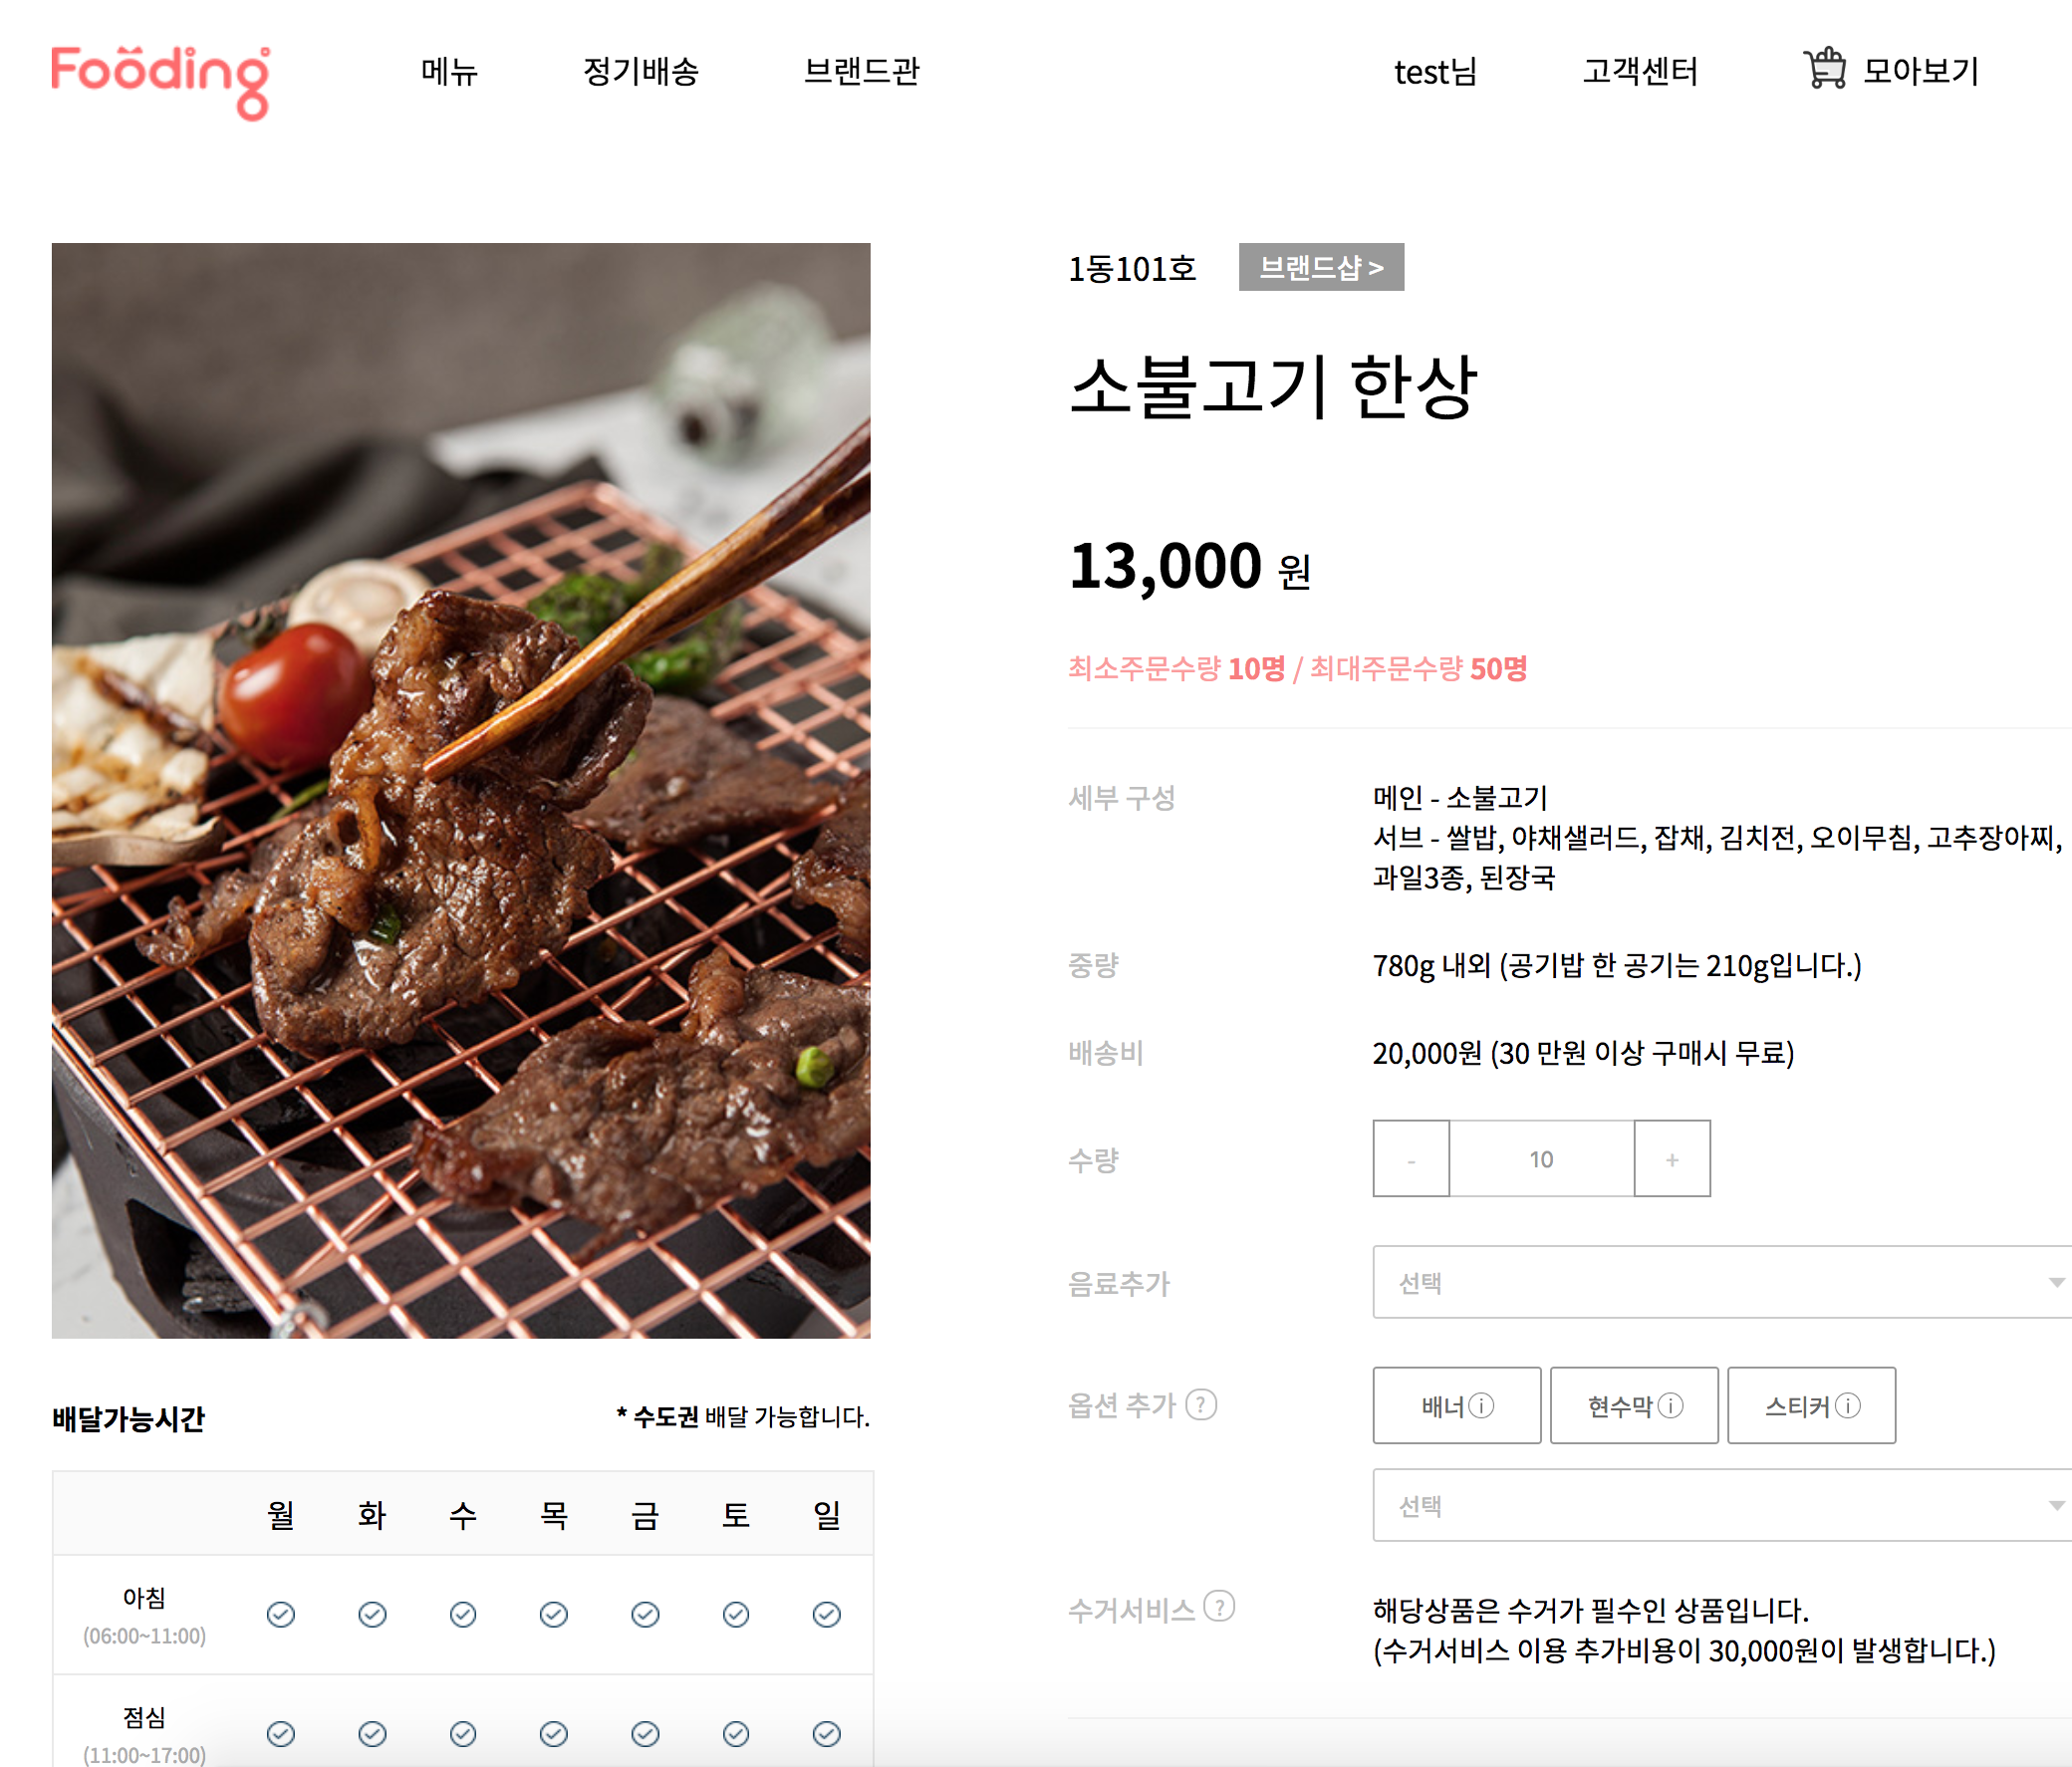 Fooding
메뉴
정기배송
브랜드관
test님
고객센터
모아보기
1동101호
브랜드샵 >
소불고기 한상
13,000 원
최소주문수량 10명 / 최대주문수량 50명
세부 구성
메인 - 소불고기
서브 - 쌀밥, 야채샐러드, 잡채, 김치전, 오이무침, 고추장아찌,
과일3종, 된장국
중량
780g 내외 (공기밥 한 공기는 210g입니다.)
배송비
20,000원 (30 만원 이상 구매시 무료)
수량
- 10 +
음료추가
선택
옵션 추가 ?
배너 i
현수막 i
스티커 i
선택
수거서비스 ?
해당상품은 수거가 필수인 상품입니다.
(수거서비스 이용 추가비용이 30,000원이 발생합니다.)
배달가능시간
* 수도권 배달 가능합니다.
월 화 수 목 금 토 일
아침
(06:00~11:00)
점심
(11:00~17:00)